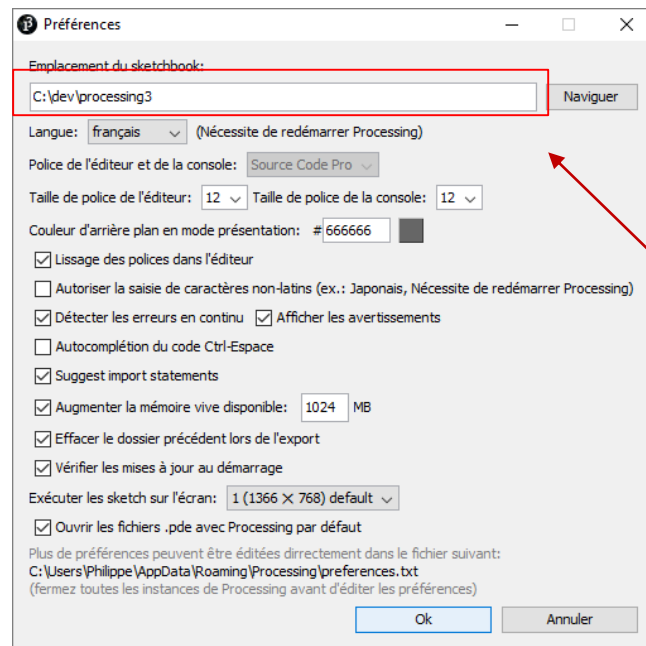 Préférences
Emplacement du sketchbook:
C:\dev\processing3 Naviguer
Langue: français (Nécessite de redémarrer Processing)
Police de l'éditeur et de la console: Source Code Pro
Taille de police de l'éditeur: 12 Taille de police de la console: 12
Couleur d'arrière plan en mode présentation: #666666
Lissage des polices dans l'éditeur
Autoriser la saisie de caractères non-latins (ex.: Japonais, Nécessite de redémarrer Processing)
Détecter les erreurs en continu Afficher les avertissements
Autocomplétion du code Ctrl-Espace
Suggest import statements
Augmenter la mémoire vive disponible: 1024 MB
Effacer le dossier précédent lors de l'export
Vérifier les mises à jour au démarrage
Exécuter les sketch sur l'écran: 1 (1366 × 768) default
Ouvrir les fichiers .pde avec Processing par défaut
Plus de préférences peuvent être éditées dirrectement dans le fichier suivant:
C:\Users\Philippe\AppData\Roaming\Processing\preferences.txt
(fermez toutes les instances de Processing avant d'éditer les préférences)
Ok Annuler